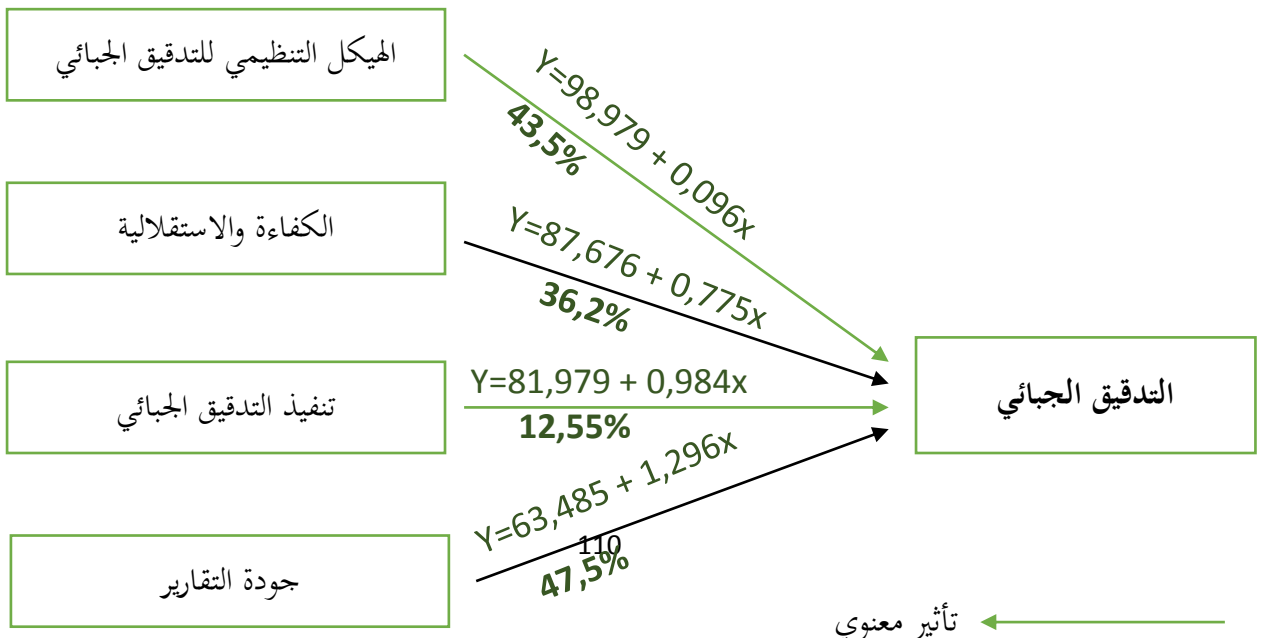 الهيكل التنظيمي للتدقيق الجبائي
Y=98,979 + 0,096x
43,5%
الكفاءة والاستقلالية
Y=87,676 + 0,775x
36,2%
تنفيذ التدقيق الجبائي
Y=81,979 + 0,984x
12,55%
التدقيق الجبائي
جودة التقارير
Y=63,485 + 1,296x
110
47,5%
تأثير معنوي